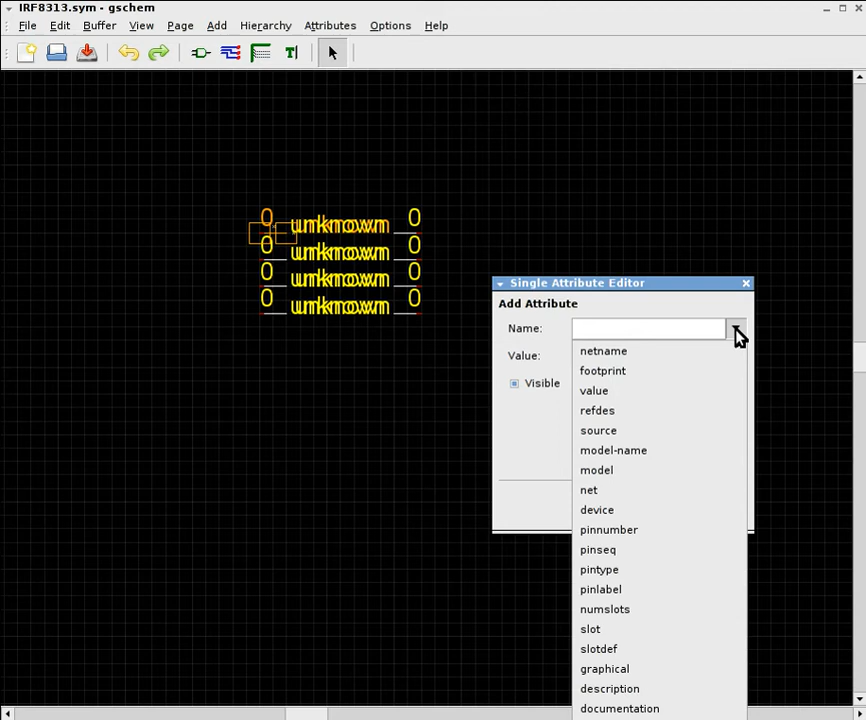 IRF8313.sym - gschem
File Edit Buffer View Page Add Hierarchy Attributes Options Help
0 unknown 0
0 unknown 0
0 unknown 0
0 unknown 0
Single Attribute Editor
Add Attribute
Name:
Value:
Visible
netname
footprint
value
refdes
source
model-name
model
net
device
pinnumber
pinseq
pintype
pinlabel
numslots
slot
slotdef
graphical
description
documentation